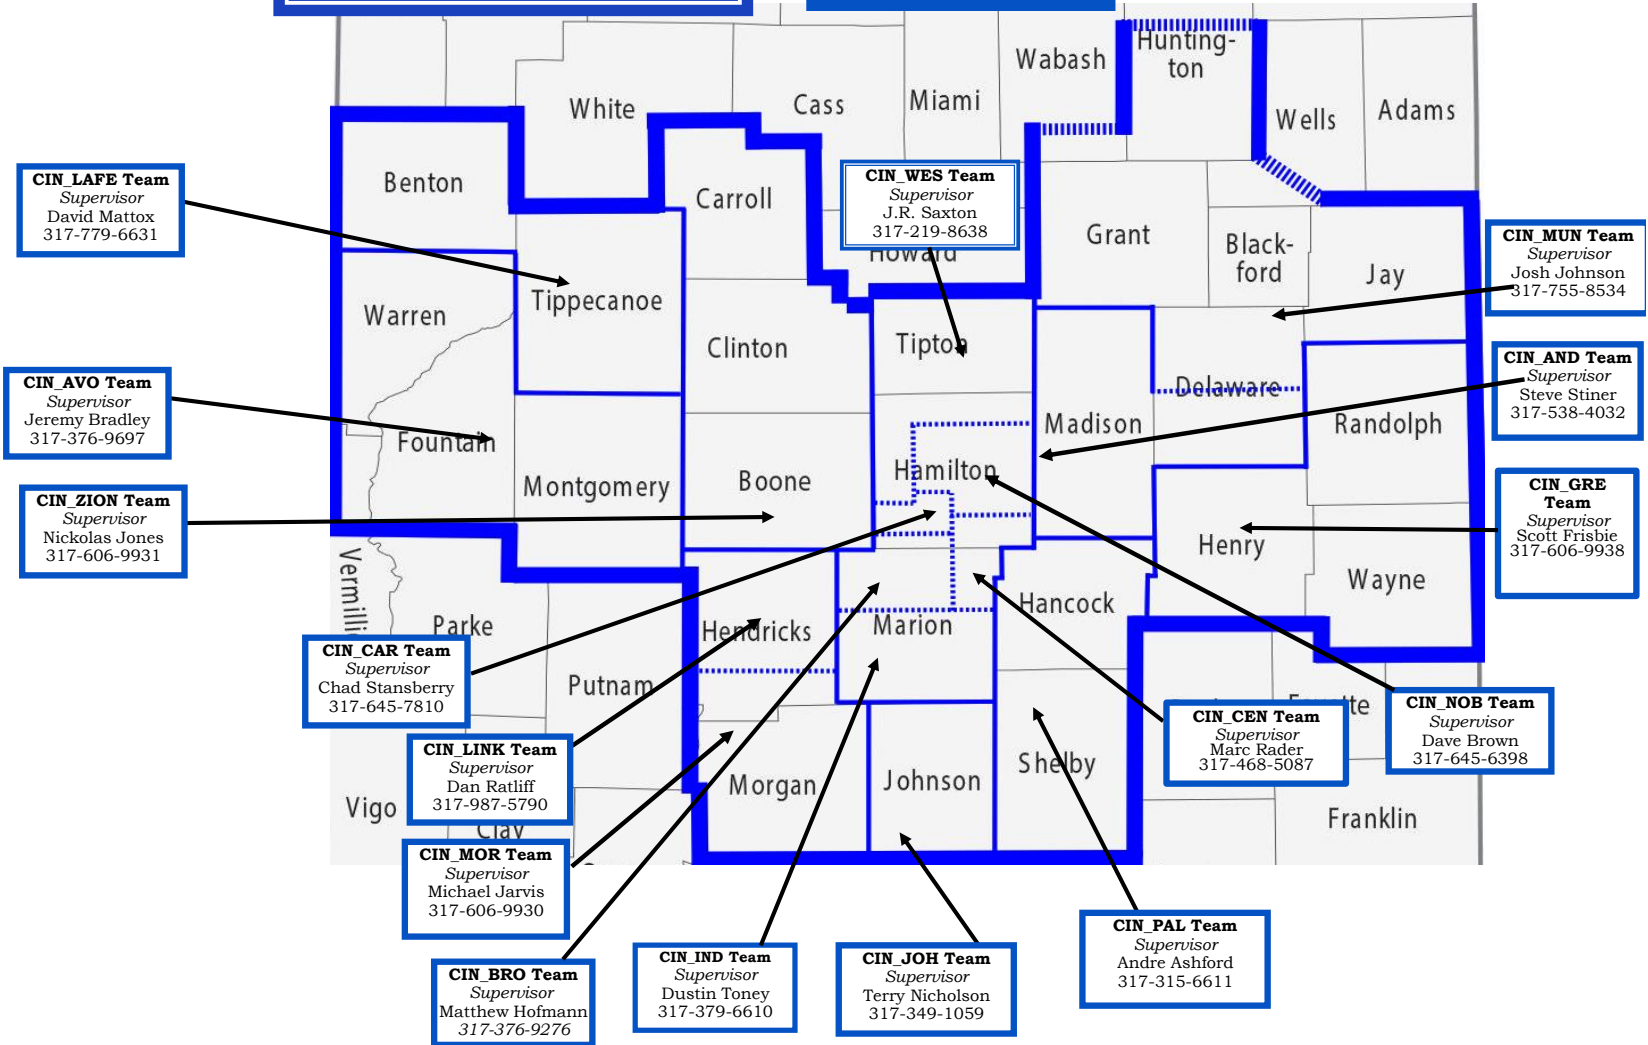 Hunting-
ton
Wabash
White
Cass
Miami
Wells
Adams
Benton
Carroll
Howard
Grant
Black-
ford
Jay
Warren
Tippecanoe
Clinton
Tipton
Delaware
Madison
Randolph
Fountain
Montgomery
Boone
Hamilton
Henry
Wayne
Vermilli
Parke
Hendricks
Marion
Hancock
Putnam
Morgan
Johnson
Shelby
Vigo
Clay
Franklin
CIN_LAFE Team
Supervisor
David Mattox
317-779-6631
CIN_WES Team
Supervisor
J.R. Saxton
317-219-8638
CIN_MUN Team
Supervisor
Josh Johnson
317-755-8534
CIN_AVO Team
Supervisor
Jeremy Bradley
317-376-9697
CIN_AND Team
Supervisor
Steve Stiner
317-538-4032
CIN_ZION Team
Supervisor
Nickolas Jones
317-606-9931
CIN_GRE
Team
Supervisor
Scott Frisbie
317-606-9938
CIN_CAR Team
Supervisor
Chad Stansberry
317-645-7810
CIN_LINK Team
Supervisor
Dan Ratliff
317-987-5790
CIN_CEN Team
Supervisor
Marc Rader
317-468-5087
CIN_NOB Team
Supervisor
Dave Brown
317-645-6398
CIN_MOR Team
Supervisor
Michael Jarvis
317-606-9930
CIN_BRO Team
Supervisor
Matthew Hofmann
317-376-9276
CIN_IND Team
Supervisor
Dustin Toney
317-379-6610
CIN_JOH Team
Supervisor
Terry Nicholson
317-349-1059
CIN_PAL Team
Supervisor
Andre Ashford
317-315-6611